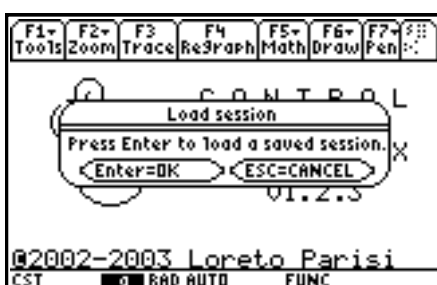 F1 F2 F3 F4 F5 F6 F7
Tools Zoom Trace ReGraph Math Draw Pen
CONTROL
Load session
Press Enter to load a saved session.
X
Enter=OK ESC=CANCEL
V1.2.3
©2002-2003 Loreto Parisi
CST RAD AUTO FUNC